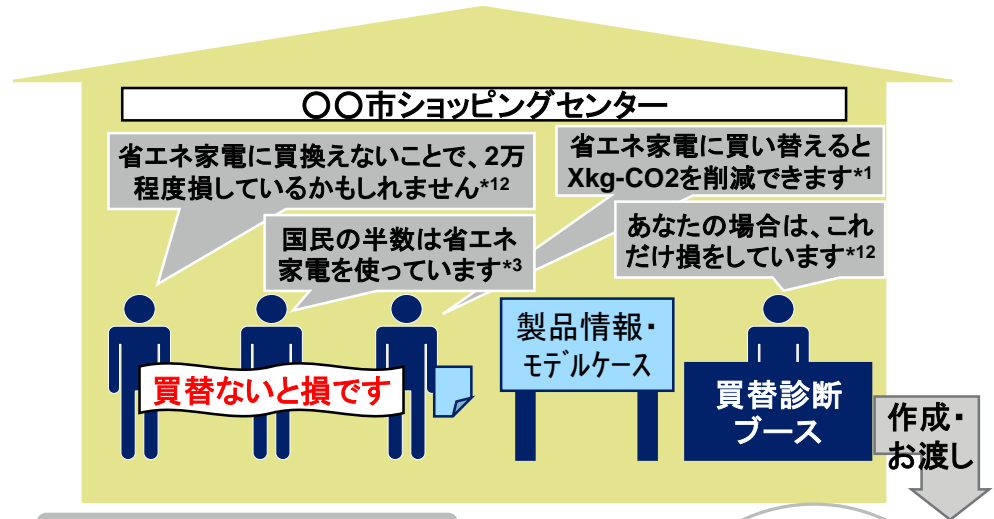 〇〇市ショッピングセンター
省エネ家電に買換えないことで、2万
程度損しているかもしれません*12
省エネ家電に買い替えると
Xkg-CO2を削減できます*1
国民の半数は省エネ
家電を使っています*3
あなたの場合は、これ
だけ損をしています*12
買替ないと損です
製品情報・
モデルケース
買替診断
ブース
作成・
お渡し